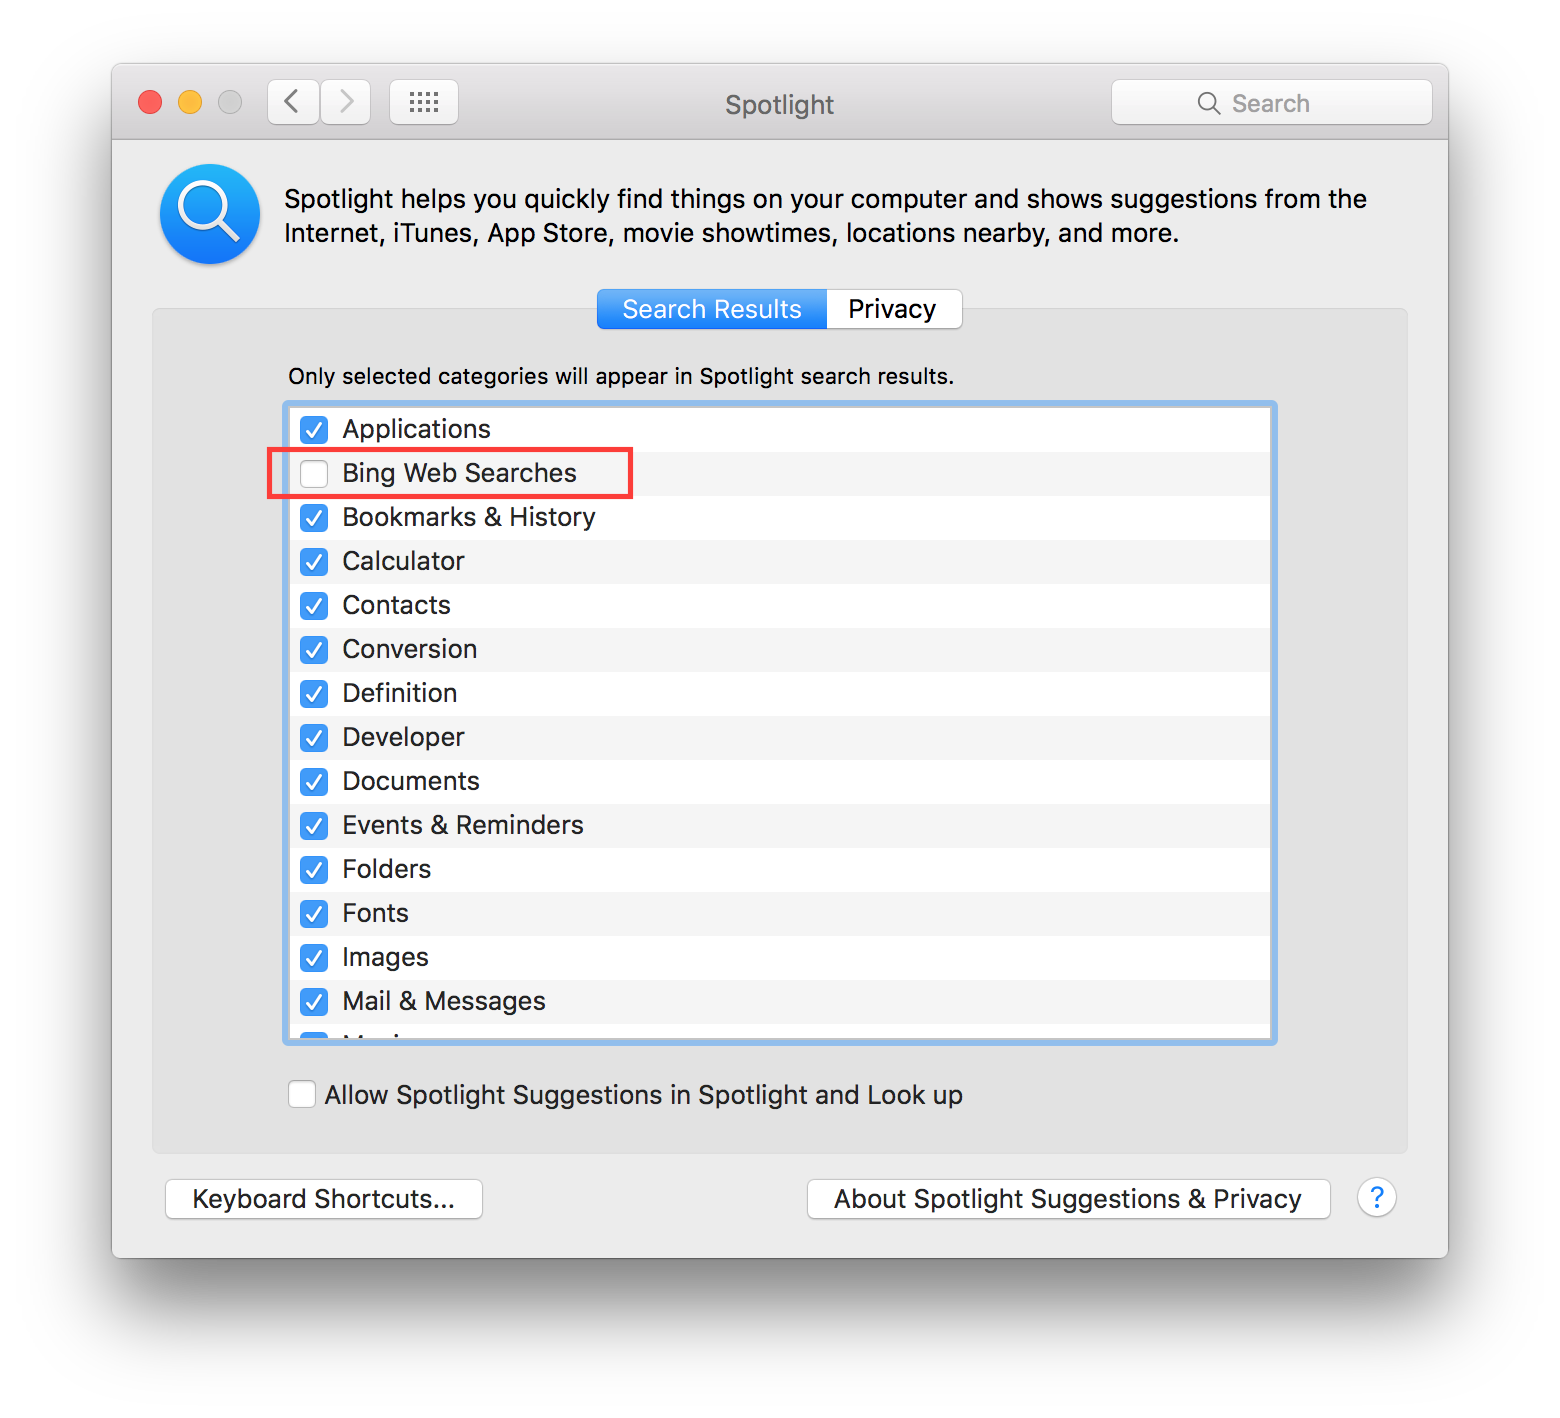 Spotlight
Search
Spotlight helps you quickly find things on your computer and shows suggestions from the
Internet, iTunes, App Store, movie showtimes, locations nearby, and more.
Search Results
Privacy
Only selected categories will appear in Spotlight search results.
Applications
Bing Web Searches
Bookmarks & History
Calculator
Contacts
Conversion
Definition
Developer
Documents
Events & Reminders
Folders
Fonts
Images
Mail & Messages
Allow Spotlight Suggestions in Spotlight and Look up
Keyboard Shortcuts...
About Spotlight Suggestions & Privacy
?